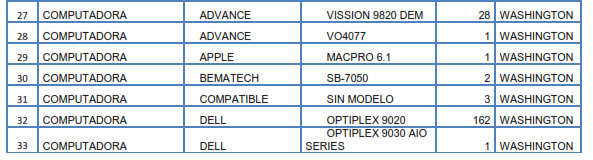 27 COMPUTADORA ADVANCE VISSION 9820 DEM 28 WASHINGTON
28 COMPUTADORA ADVANCE VO4077 1 WASHINGTON
29 COMPUTADORA APPLE MACPRO 6.1 1 WASHINGTON
30 COMPUTADORA BEMATECH SB-7050 2 WASHINGTON
31 COMPUTADORA COMPATIBLE SIN MODELO 3 WASHINGTON
32 COMPUTADORA DELL OPTIPLEX 9020 162 WASHINGTON
OPTIPLEX 9030 AIO
33 COMPUTADORA DELL SERIES 1 WASHINGTON